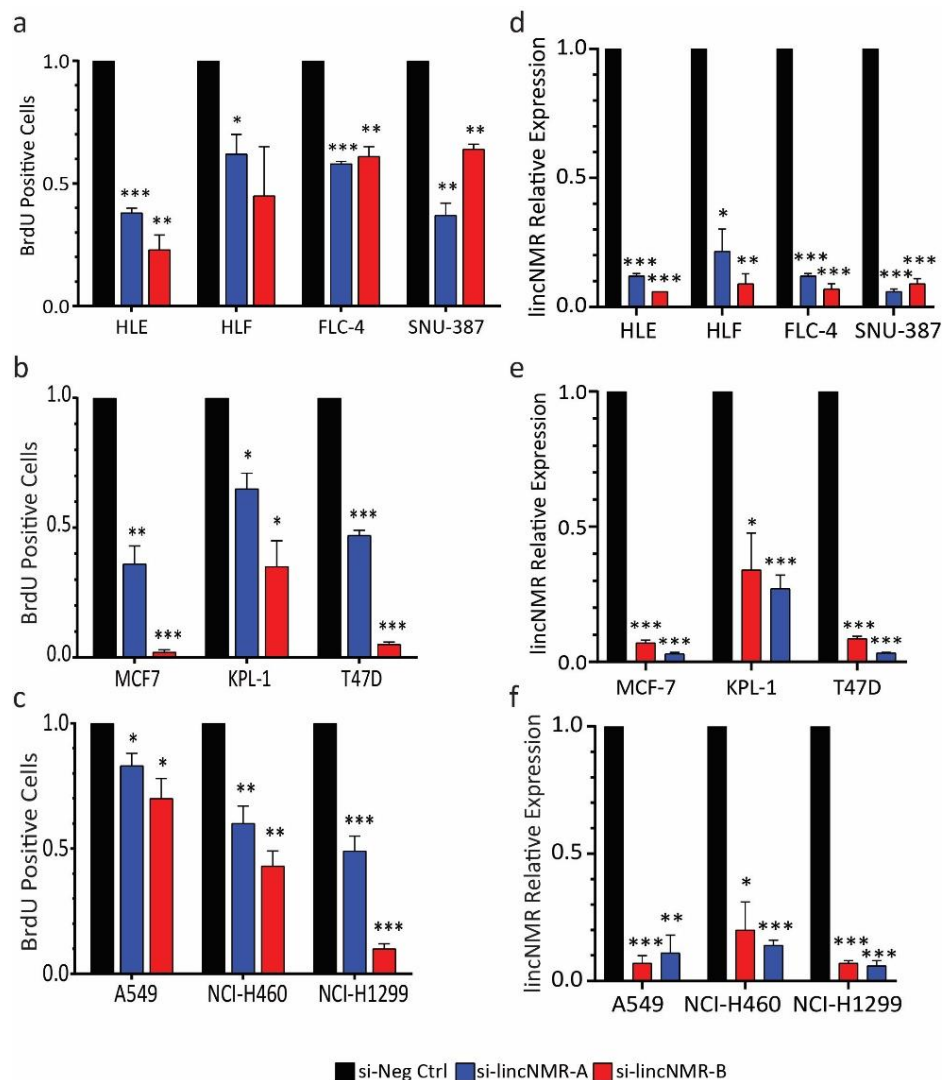 a
BrdU Positive Cells
1.0
0.5
0.0
*** ** * *** ** ** **
HLE HLF FLC-4 SNU-387
d
lincNMR Relative Expression
1.0
0.5
0.0
*** *** * ** *** *** *** ***
HLE HLF FLC-4 SNU-387
b
BrdU Positive Cells
1.0
0.5
0.0
** *** * * *** ***
MCF7 KPL-1 T47D
e
lincNMR Relative Expression
1.0
0.5
0.0
*** *** * *** *** ***
MCF-7 KPL-1 T47D
c
BrdU Positive Cells
1.0
0.5
0.0
* * ** ** *** ***
A549 NCI-H460 NCI-H1299
f
lincNMR Relative Expression
1.0
0.5
0.0
*** ** * *** *** ***
A549 NCI-H460 NCI-H1299
si-Neg Ctrl si-lincNMR-A si-lincNMR-B